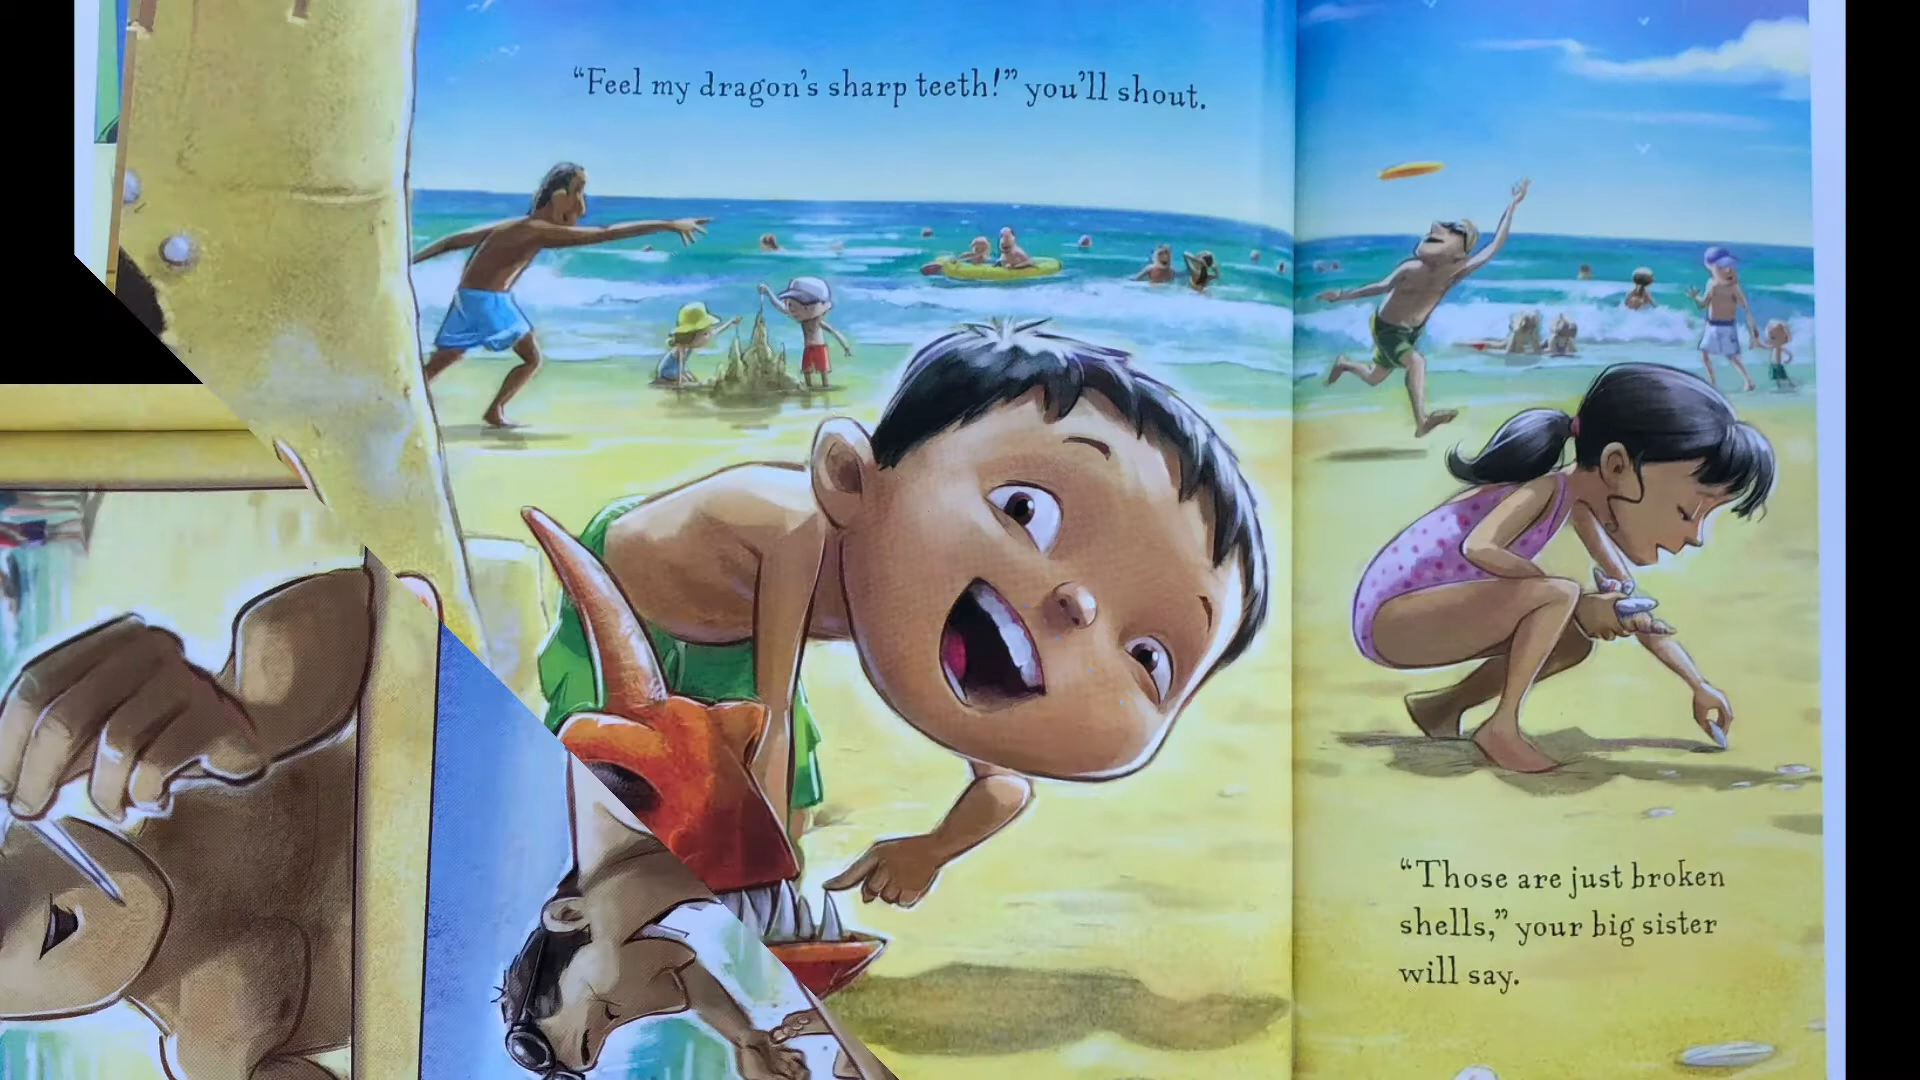 “Feel my dragon’s sharp teeth!” you’ll shout.
“Those are just broken
shells,” your big sister
will say.